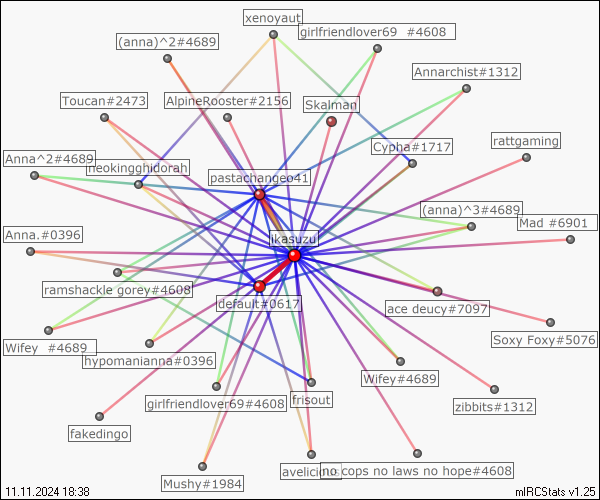 xenoyaut
girlfriendlover69   #4608
(anna)^2#4689
Annarchist#1312
Toucan#2473
AlpineRooster#2156
Skalman
rattgaming
Cypha#1717
Anna^2#4689
neokingghidorah
pastachangeo41
(anna)^3#4689
Mad #6901
Anna.#0396
ikasuzu
ramshackle gorey#4608
default#0617
ace deucy#7097
Soxy Foxy#5076
Wifey   #4689
hypomanianna#0396
Wifey#4689
girlfriendlover69#4608
frisout
zibbits#1312
fakedingo
Mushy#1984
no cops no laws no hope#4608
11.11.2024 18:38
mIRCStats v1.25